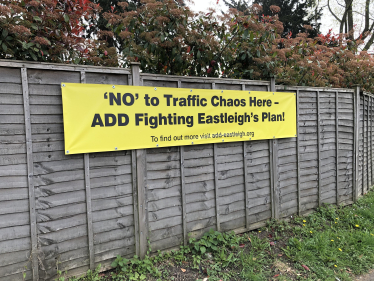 'NO' to Traffic Chaos Here –
ADD Fighting Eastleigh's Plan!
To find out more visit add-eastleigh.org